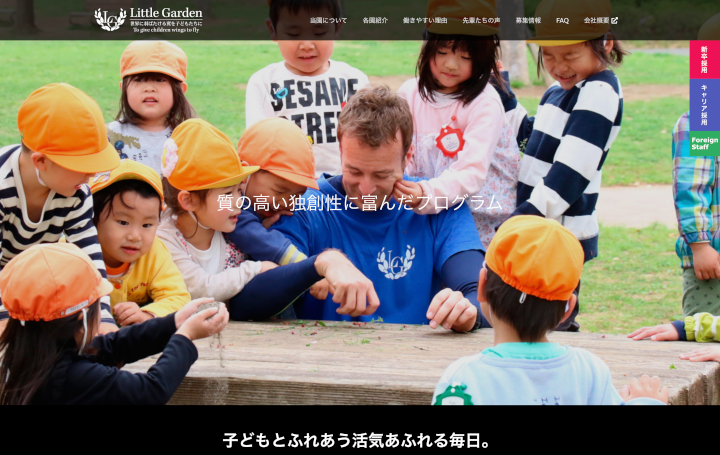 Little Garden
世界に羽ばたける翼を子どもたちに
To give children wings to fly
当園について
各園紹介
働きやすい理由
先輩たちの声
募集情報
FAQ
会社概要
新卒採用
キャリア採用
Foreign
Staff
SESAME
STREE
質の高い独創性に富んだプログラム
LG
子どもとふれあう活気あふれる毎日。